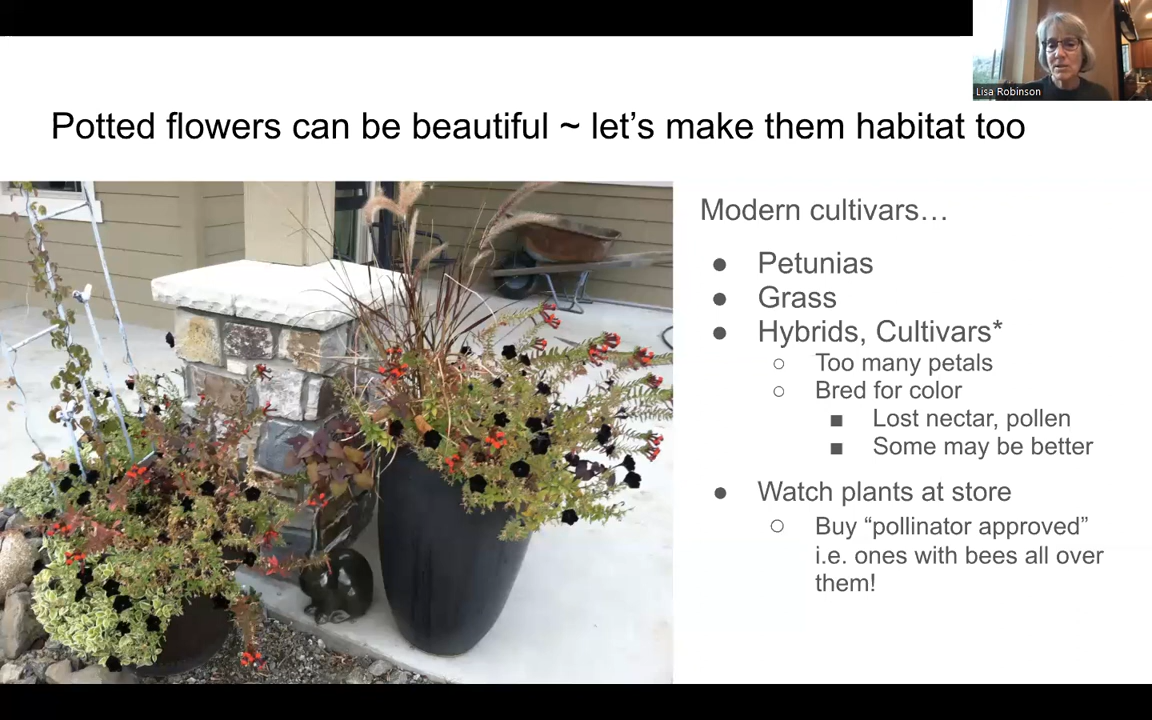 Lisa Robinson
Potted flowers can be beautiful ~ let’s make them habitat too
Modern cultivars…
● Petunias
● Grass
● Hybrids, Cultivars*
○ Too many petals
○ Bred for color
■ Lost nectar, pollen
■ Some may be better
● Watch plants at store
○ Buy “pollinator approved”
i.e. ones with bees all over
them!